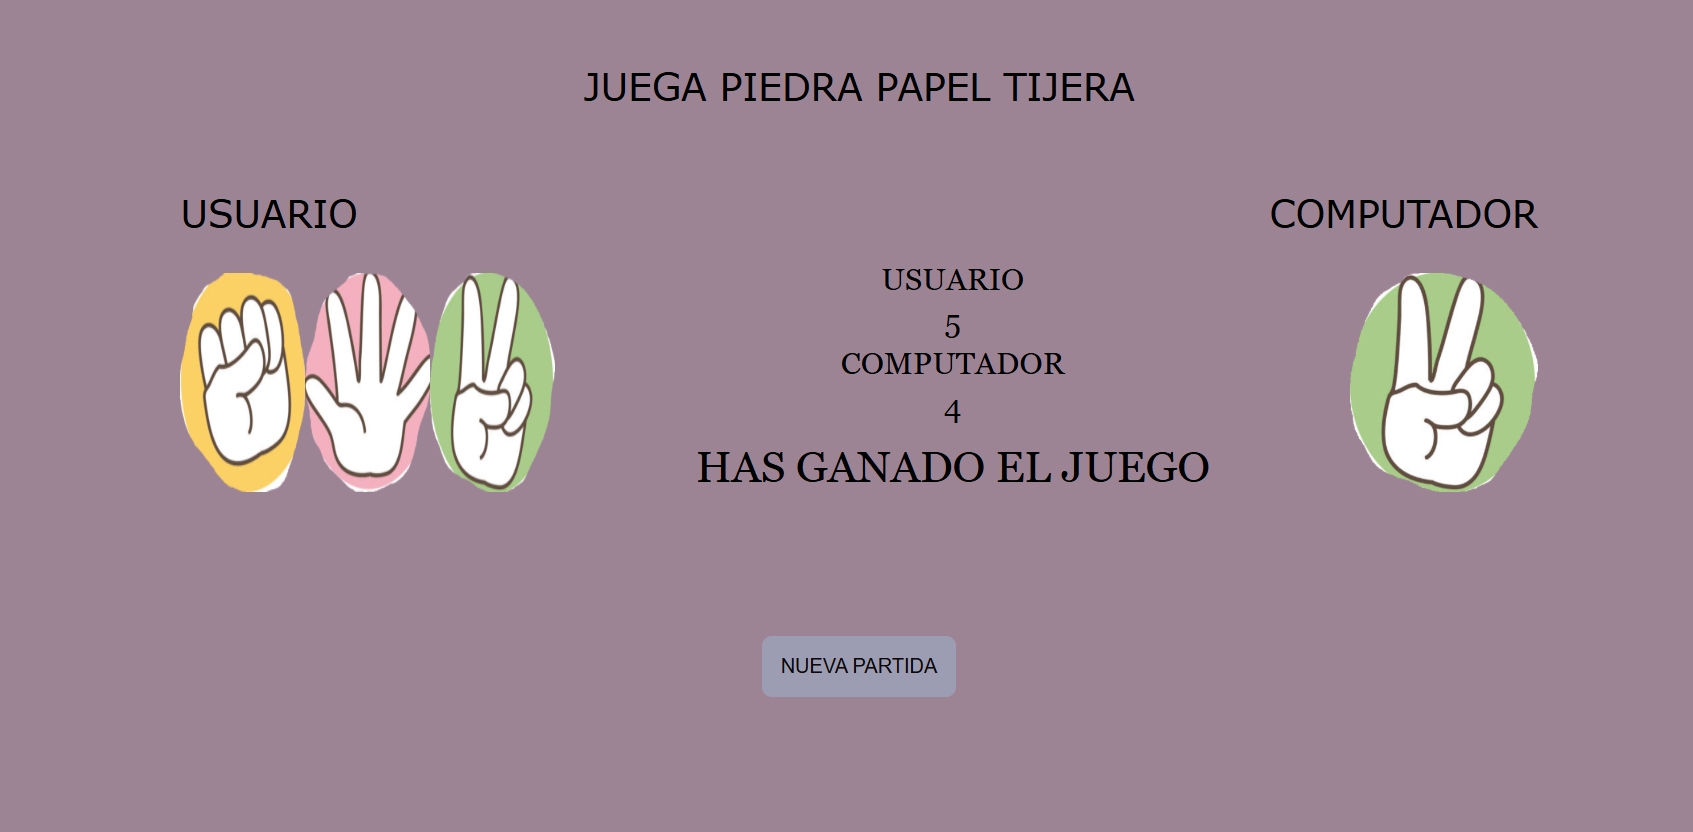 JUEGA PIEDRA PAPEL TIJERA
USUARIO
COMPUTADOR
USUARIO
5
COMPUTADOR
4
HAS GANADO EL JUEGO
NUEVA PARTIDA